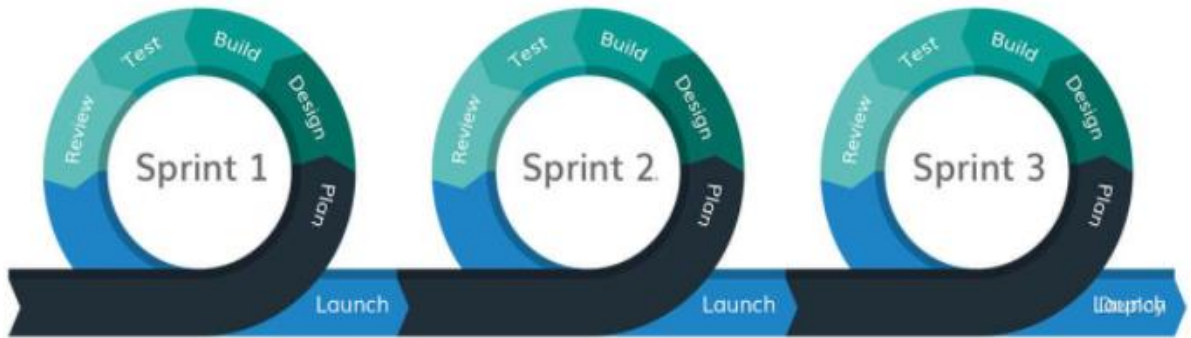 Test Build
Review Design
Sprint 1
Plan
Launch
Test Build
Review Design
Sprint 2.
Plan
Launch
Test Build
Review Design
Sprint 3
Plan